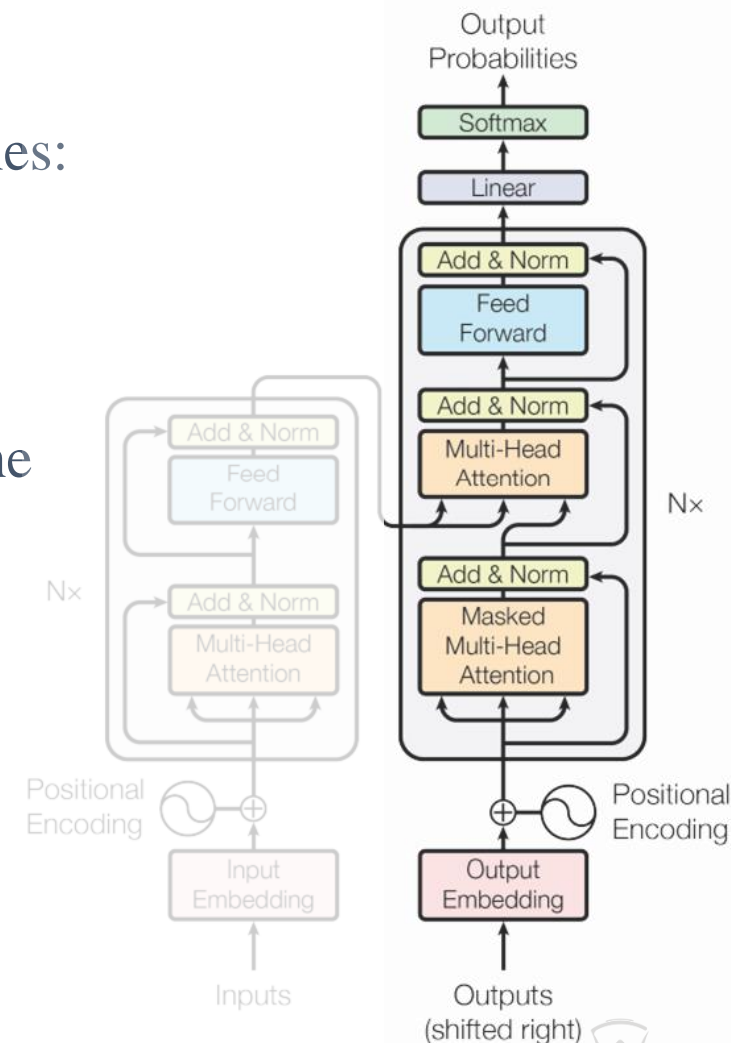 Output
Probabilities
Softmax
Linear
Add & Norm
Feed
Forward
Add & Norm
Multi-Head
Attention
Nx
Add & Norm
Masked
Multi-Head
Attention
Positional
Encoding
Output
Embedding
Outputs
(shifted right)
es:
Add & Norm
Feed
Forward
Nx
Add & Norm
Multi-Head
Attention
Positional
Encoding
Input
Embedding
Inputs